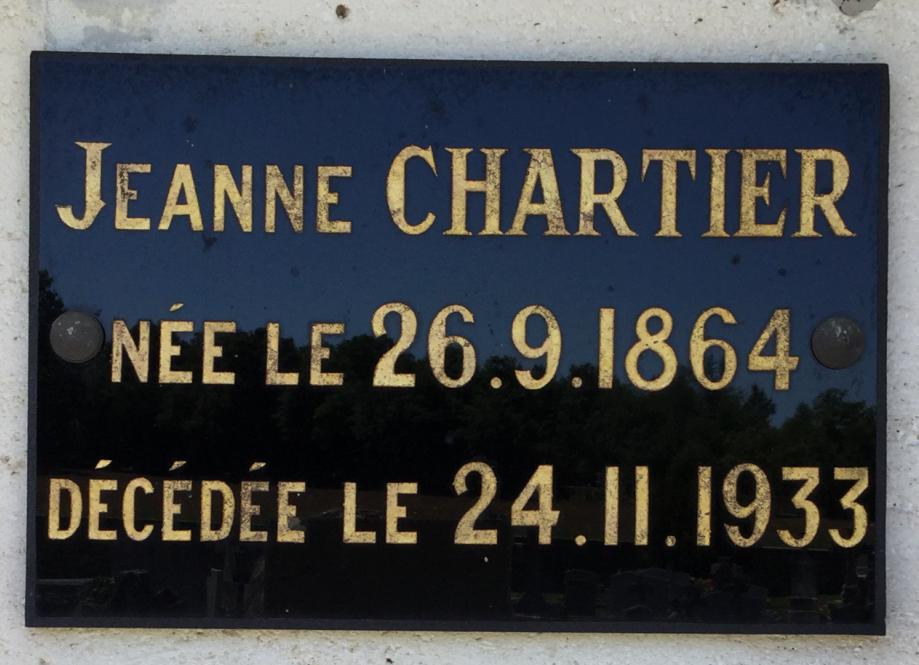 JEANNE CHARTIER
NÉE LE 26.9.1864
DÉCÉDÉE LE 24.11.1933